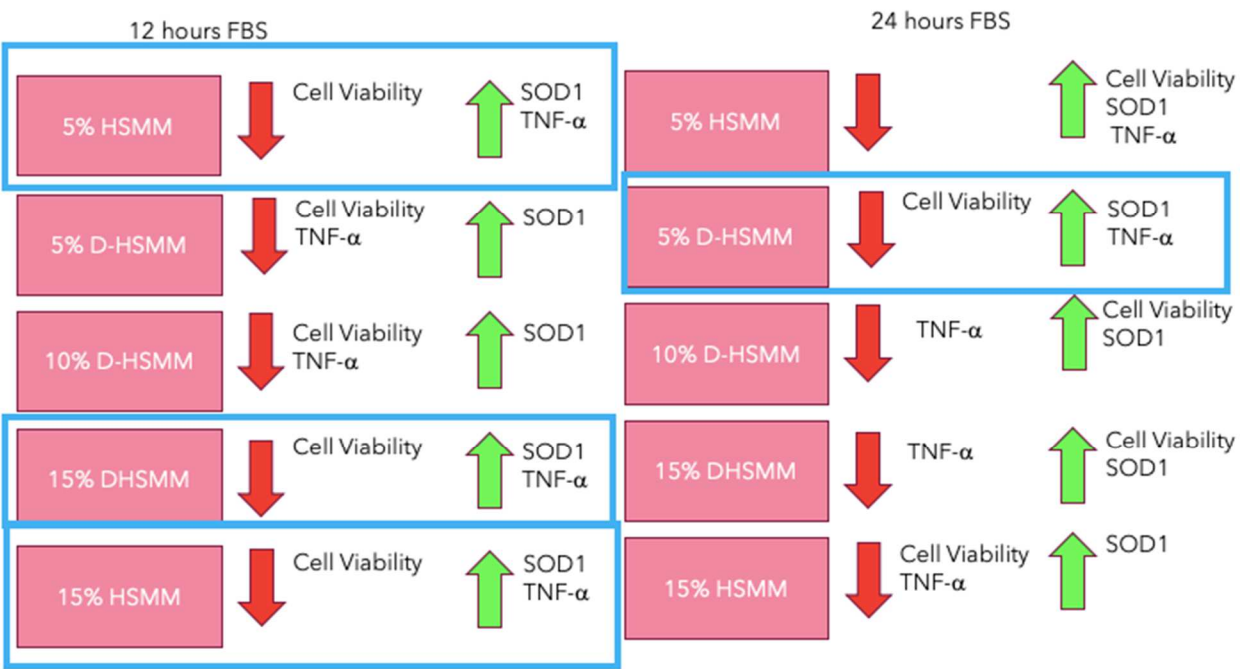 12 hours FBS
5% HSMM
Cell Viability
SOD1
TNF-α
5% D-HSMM
Cell Viability
TNF-α
SOD1
10% D-HSMM
Cell Viability
TNF-α
SOD1
15% DHSMM
Cell Viability
SOD1
TNF-α
15% HSMM
Cell Viability
SOD1
TNF-α
24 hours FBS
5% HSMM
Cell Viability
SOD1
TNF-α
5% D-HSMM
Cell Viability
SOD1
TNF-α
10% D-HSMM
TNF-α
Cell Viability
SOD1
15% DHSMM
TNF-α
Cell Viability
SOD1
15% HSMM
Cell Viability
TNF-α
SOD1